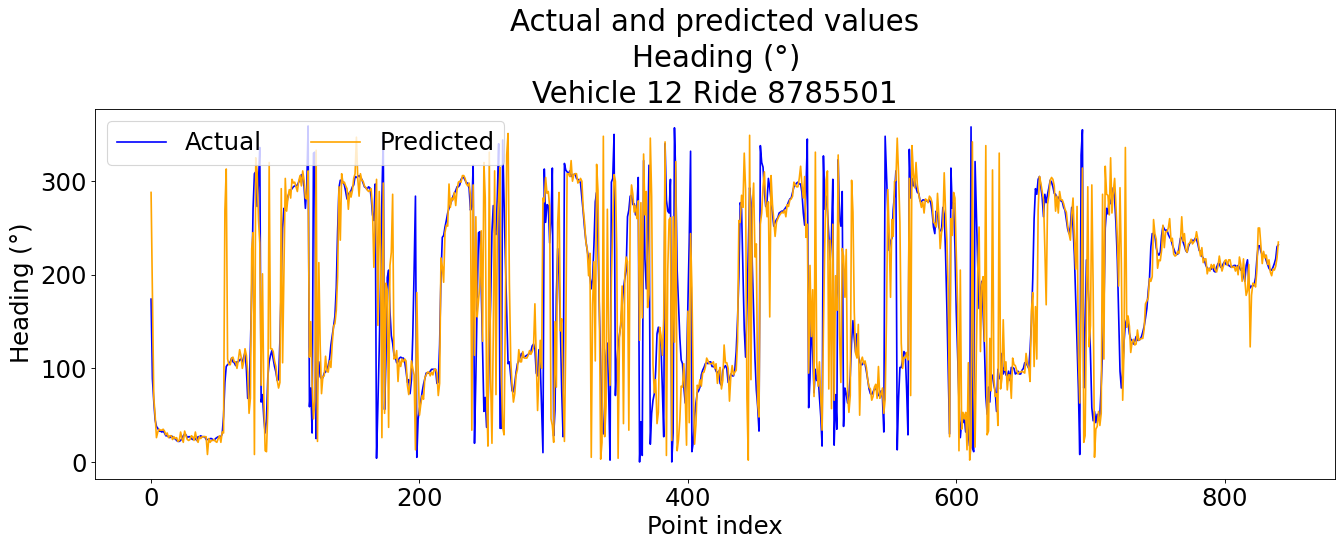 Actual and predicted values
Heading (°)
Vehicle 12 Ride 8785501
Actual Predicted
Heading (°)
300
200
100
0
0 200 400 600 800
Point index